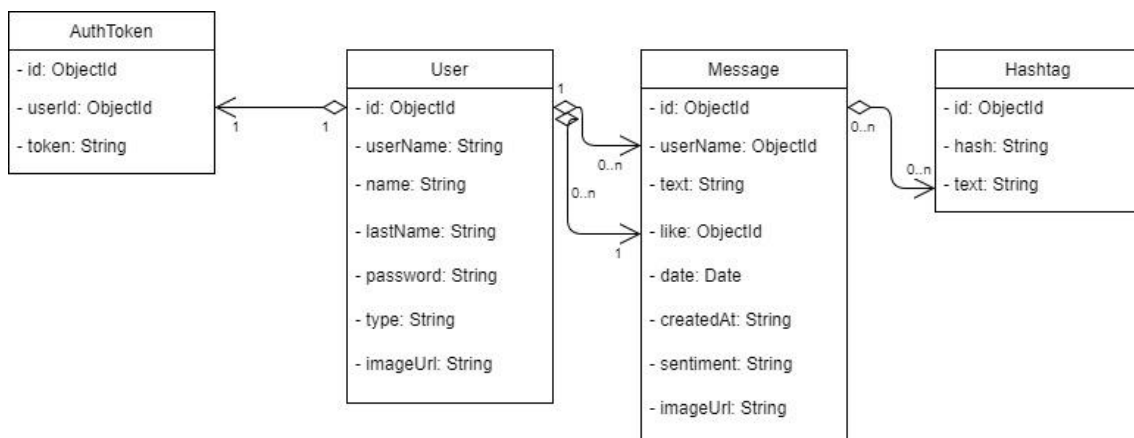 AuthToken
- id: ObjectId
- userId: ObjectId
- token: String
1
1
User
- id: ObjectId
- userName: String
- name: String
- lastName: String
- password: String
- type: String
- imageUrl: String
1
0..n
0..n
1
Message
- id: ObjectId
- userName: ObjectId
- text: String
- like: ObjectId
- date: Date
- createdAt: String
- sentiment: String
- imageUrl: String
0..n
0..n
Hashtag
- id: ObjectId
- hash: String
- text: String